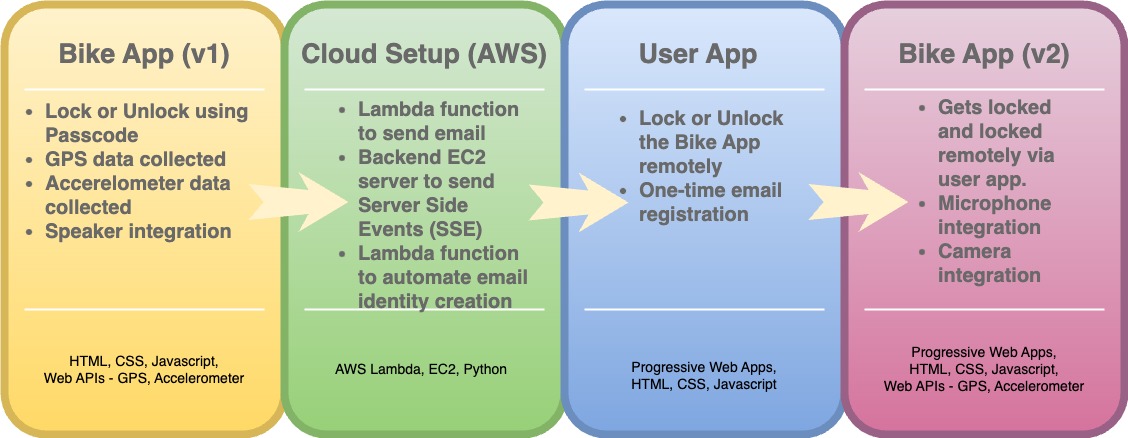 Bike App (v1)
• Lock or Unlock using
Passcode
• GPS data collected
• Accerelometer data
collected
• Speaker integration
HTML, CSS, Javascript,
Web APIs - GPS, Accelerometer
Cloud Setup (AWS)
• Lambda function
to send email
• Backend EC2
server to send
Server Side
Events (SSE)
• Lambda function
to automate email
identity creation
AWS Lambda, EC2, Python
User App
• Lock or Unlock
the Bike App
remotely
• One-time email
registration
Progressive Web Apps,
HTML, CSS, Javascript
Bike App (v2)
• Gets locked
and locked
remotely via
user app.
• Microphone
integration
• Camera
integration
Progressive Web Apps,
HTML, CSS, Javascript,
Web APIs - GPS, Accelerometer